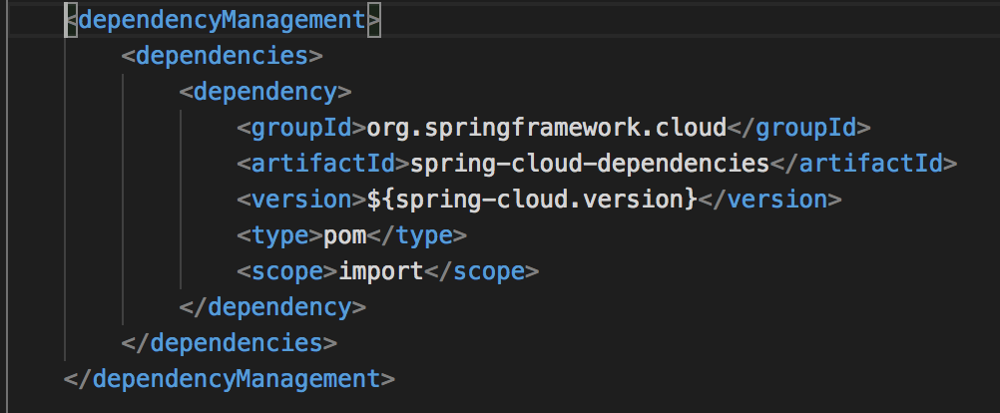 <dependencyManagement>
<dependencies>
<dependency>
<groupId>org.springframework.cloud</groupId>
<artifactId>spring-cloud-dependencies</artifactId>
<version>${spring-cloud.version}</version>
<type>pom</type>
<scope>import</scope>
</dependency>
</dependencies>
</dependencyManagement>